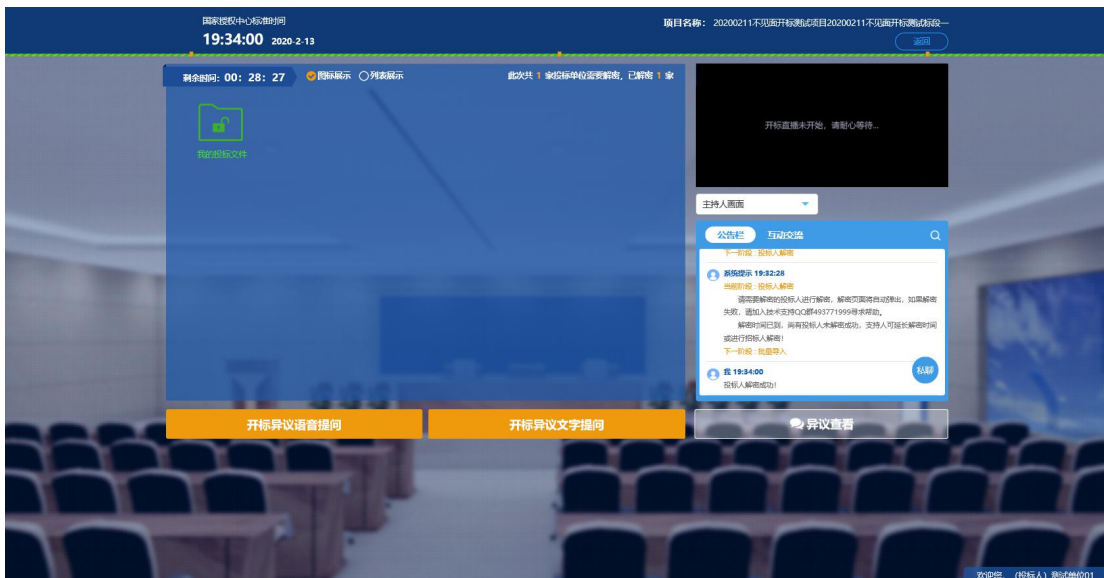 国家授权中心标准时间
19:34:00 2020-2-13
项目名称： 20200211不见面开标测试项目20200211不见面开标测试标段一
返回
剩余时间：00：28：27
图标展示 列表展示
此次共 1 家投标单位需要解密，已解密 1 家
我的投标文件
开标直播未开始，请耐心等待...
主持人画面
公告栏 互动交流
下一阶段：投标人解密
系统提示 19:32:28
当前阶段：投标人解密
请需要解密的投标人进行解密，解密页面将自动弹出，如果解密
失败，请加入技术支持QQ群493771999寻求帮助。
解密时间已到，尚有投标人未解密成功，支持人可延长解密时间
或进行招标人解密！
下一阶段：批量导入
我 19:34:00
投标人解密成功！
私聊
开标异议语音提问
开标异议文字提问
异议查看
欢迎您，（投标人）测试单位01